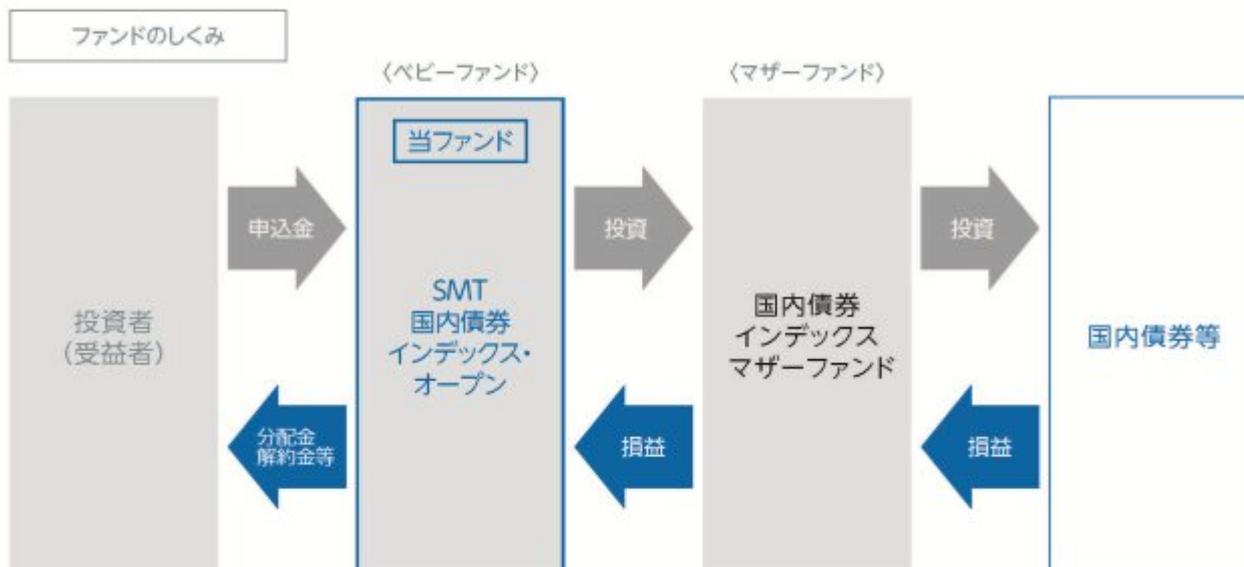 ファンドのしくみ
〈ベビーファンド〉
〈マザーファンド〉
当ファンド
申込金
投資
投資
投資者
（受益者）
SMT
国内債券
インデックス・
オープン
国内債券
インデックス
マザーファンド
国内債券等
分配金
解約金等
損益
損益